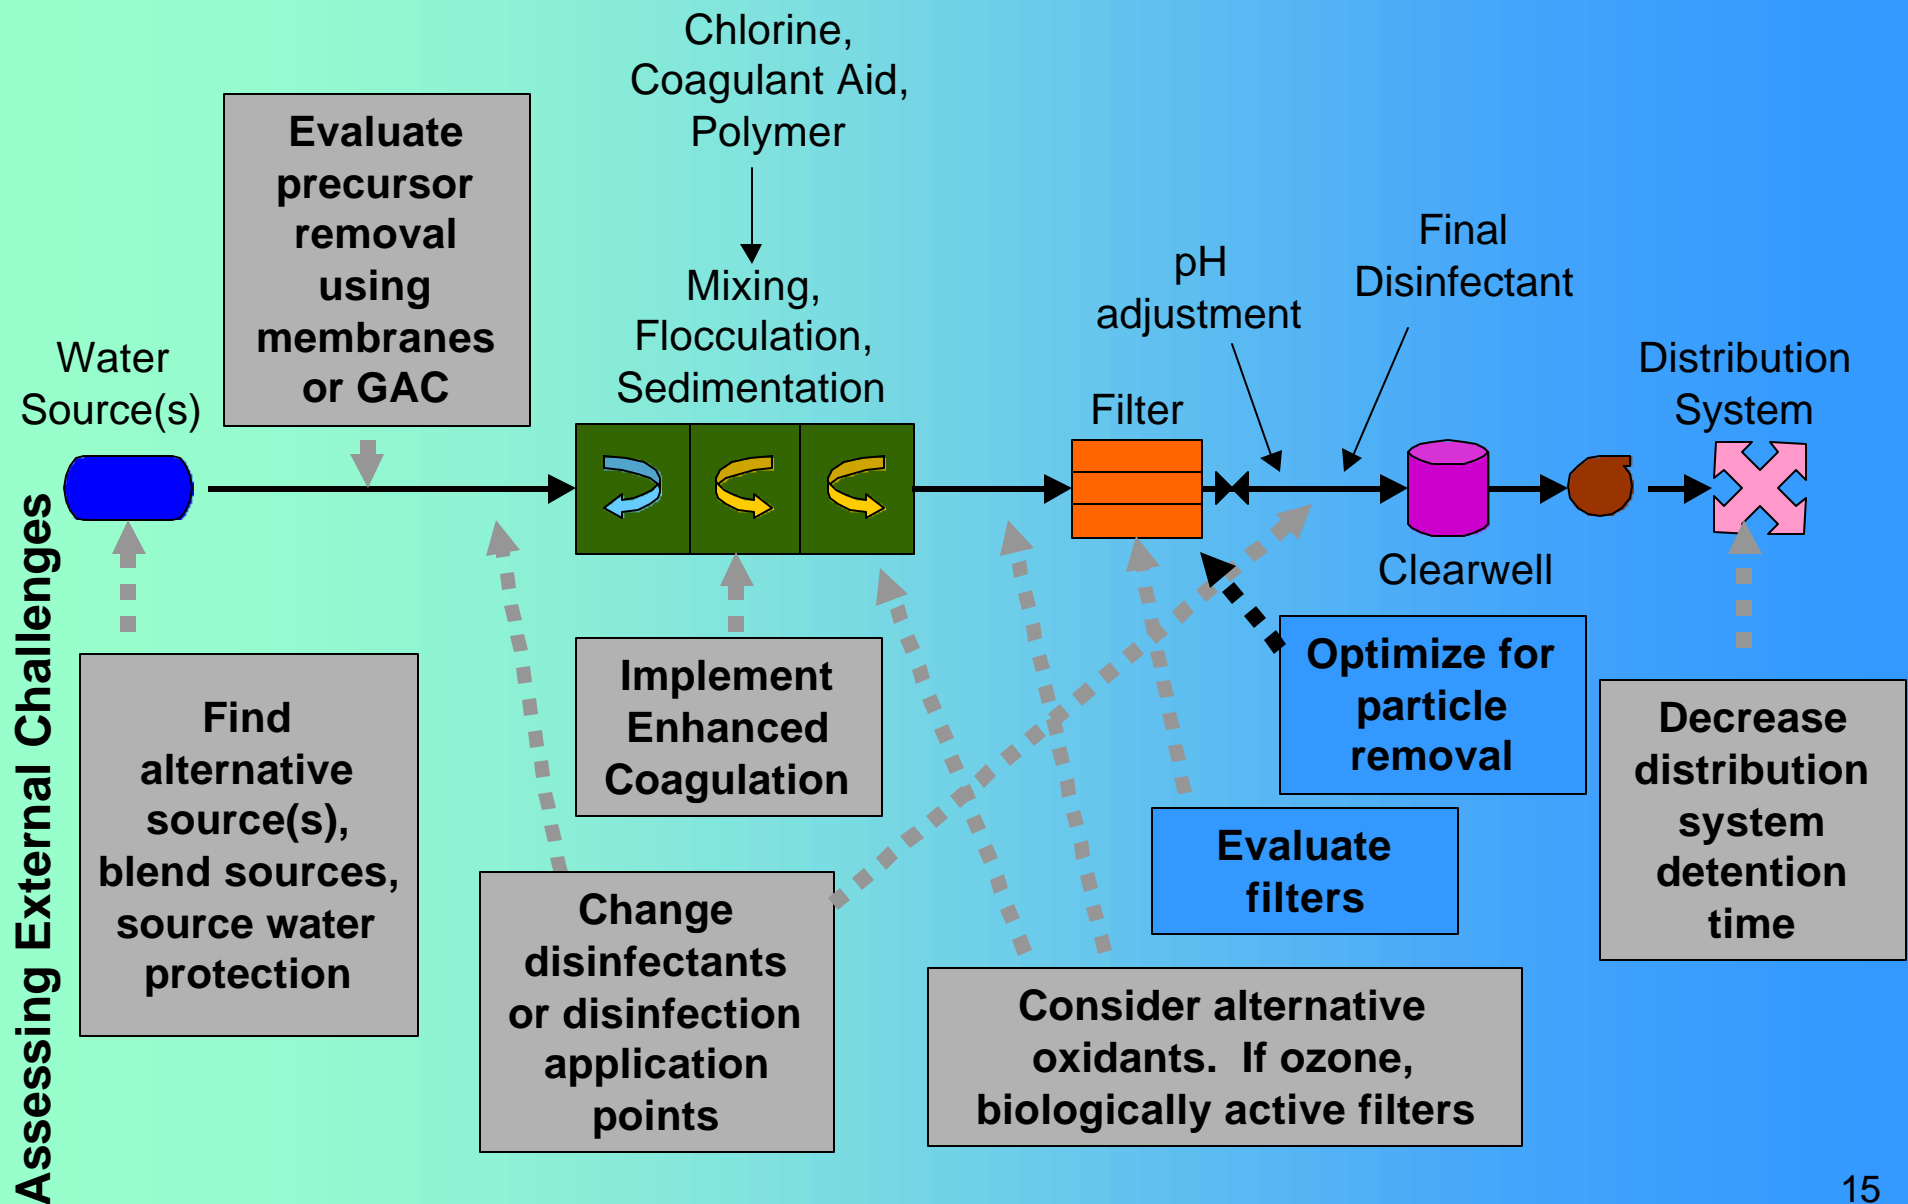 Assessing External Challenges
Chlorine,
Coagulant Aid,
Polymer
Evaluate
precursor
removal
using
membranes
or GAC
Water
Source(s)
Mixing,
Flocculation,
Sedimentation
pH
adjustment
Final
Disinfectant
Filter
Distribution
System
Clearwell
Find
alternative
source(s),
blend sources,
source water
protection
Implement
Enhanced
Coagulation
Optimize for
particle
removal
Decrease
distribution
system
detention
time
Evaluate
filters
Change
disinfectants
or disinfection
application
points
Consider alternative
oxidants.  If ozone,
biologically active filters
15